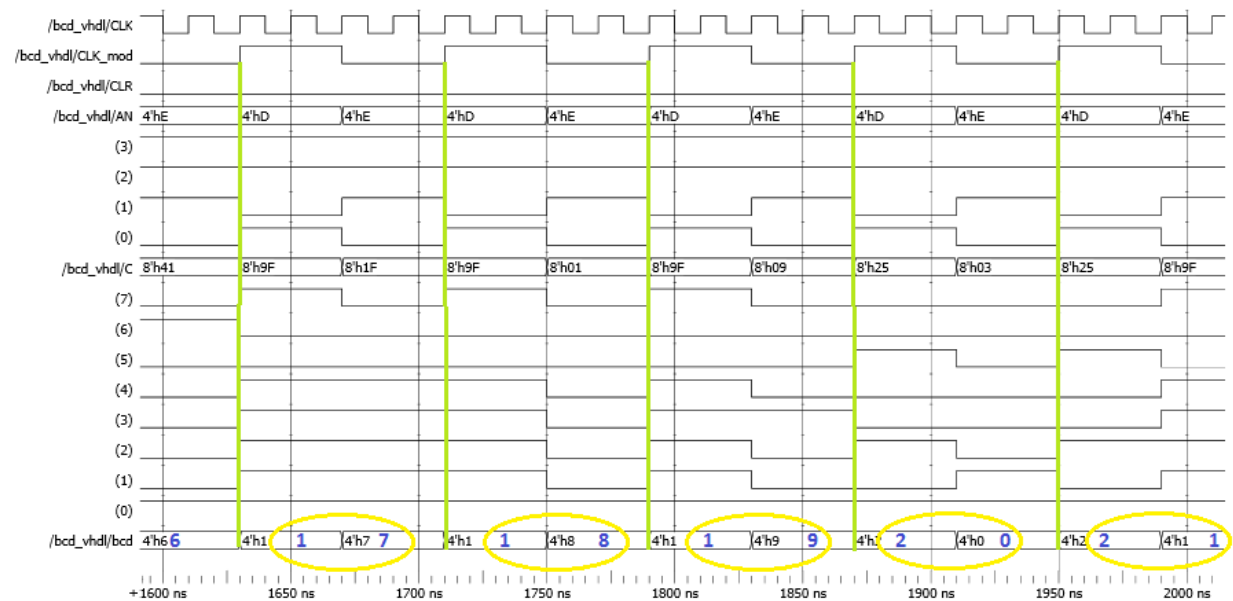 /bcd_vhdl/CLK
/bcd_vhdl/CLK_mod
/bcd_vhdl/CLR
/bcd_vhdl/AN 4'hE 4'hD 4'hE 4'hD 4'hE 4'hD 4'hE 4'hD 4'hE 4'hD 4'hE
(3)
(2)
(1)
(0)
/bcd_vhdl/C 8'h41 8'h9F 8'h1F 8'h9F 8'h01 8'h9F 8'h09 8'h25 8'h03 8'h25 8'h9F
(7)
(6)
(5)
(4)
(3)
(2)
(1)
(0)
/bcd_vhdl/bcd 4'h6 6 4'h1 1 4'h7 7 4'h1 1 4'h8 8 4'h1 1 4'h9 9 2 4'h0 0 4'h2 2 4'h1 1
+1600 ns 1650 ns 1700 ns 1750 ns 1800 ns 1850 ns 1900 ns 1950 ns 2000 ns